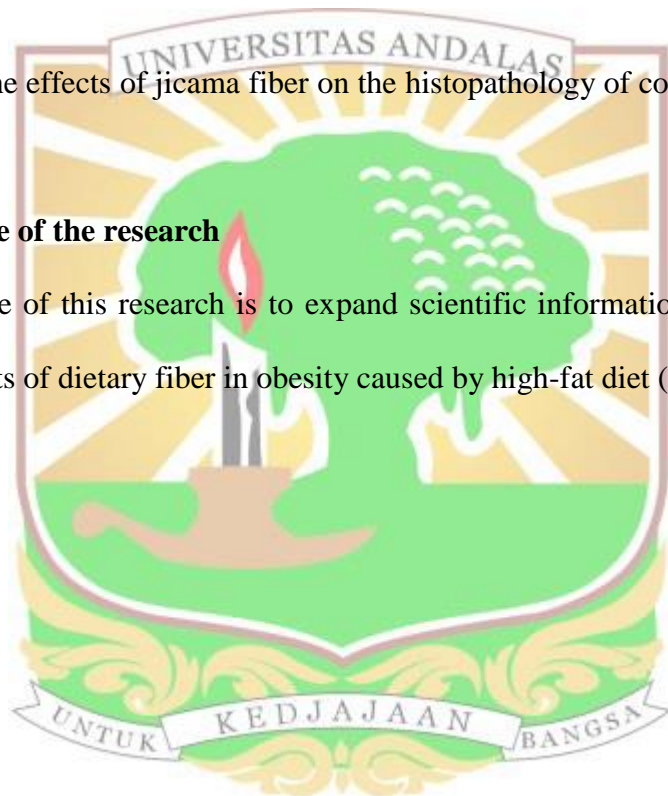 UNIVERSITAS ANDALAS
he effects of jicama fiber on the histopathology of co
e of the research
e of this research is to expand scientific informatio
ts of dietary fiber in obesity caused by high-fat diet (
UNTUK KEDJAJAAN BANGSA